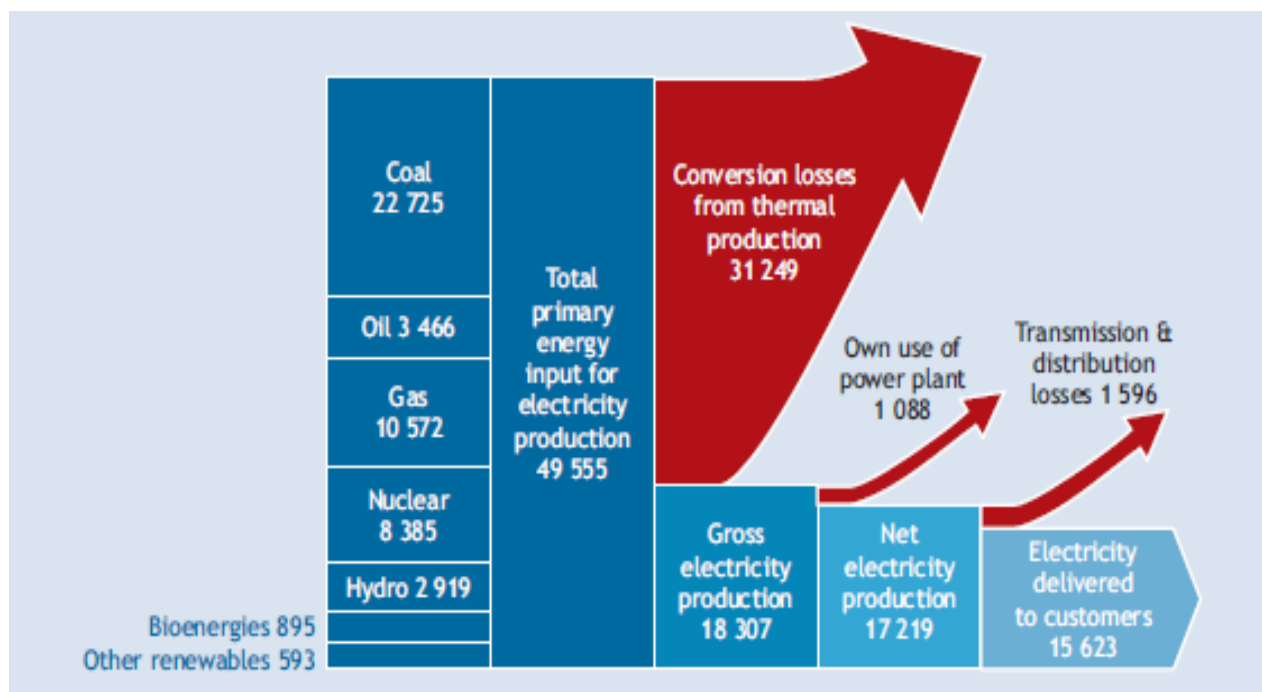 Coal
22 725
Oil 3 466
Gas
10 572
Nuclear
8 385
Hydro 2 919
Bioenergies 895
Other renewables 593
Total
primary
energy
input for
electricity
production
49 555
Conversion losses
from thermal
production
31 249
Own use of
power plant
1 088
Transmission &
distribution
losses 1 596
Gross
electricity
production
18 307
Net
electricity
production
17 219
Electricity
delivered
to customers
15 623